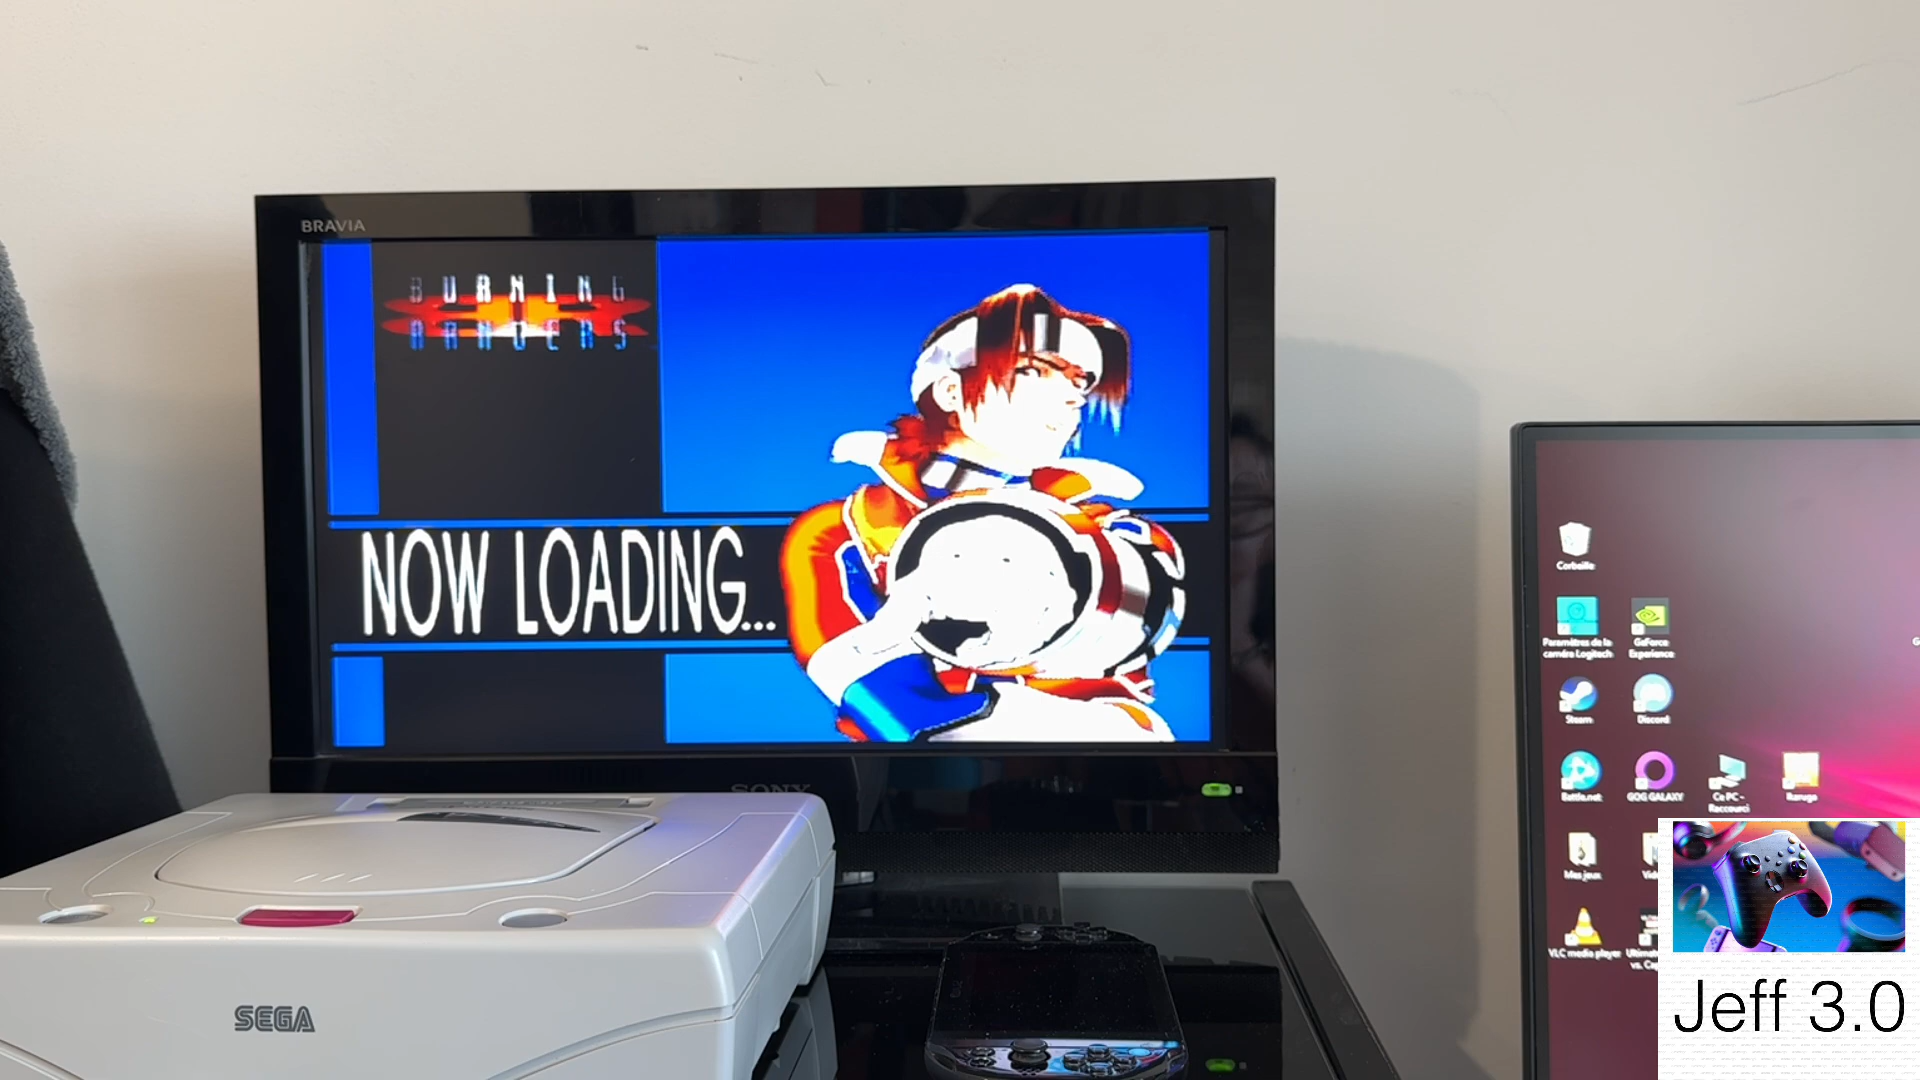 BRAVIA
BURNING
RANGERS
NOW LOADING...
SONY
SEGA
Corbeille
Paramètres de la
caméra Logitech
GeForce
Experience
Steam
Discord
Battle.net
GOG GALAXY
Ce PC -
Raccourci
Ikaruga
Mes jeux
VLC media player
Jeff 3.0